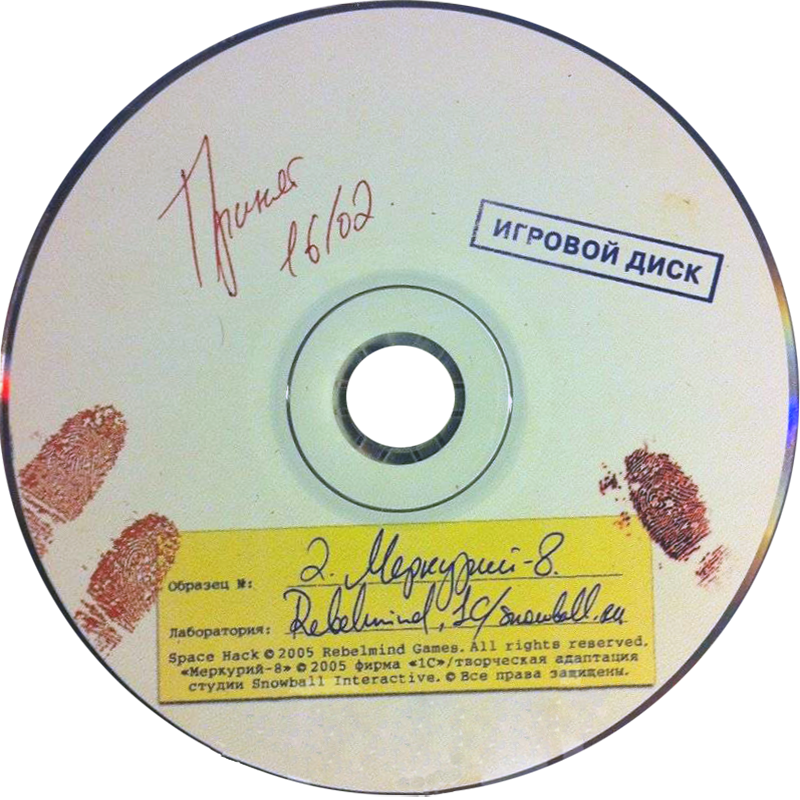 Принят
16/02
ИГРОВОЙ ДИСК
Образец №: 2. Меркурий-8.
Лаборатория: Rebelmind, 1C/Snowball.ru
Space Hack © 2005 Rebelmind Games. All rights reserved.
«Меркурий-8» © 2005 фирма «1С»/творческая адаптация
студии Snowball Interactive. © Все права защищены.